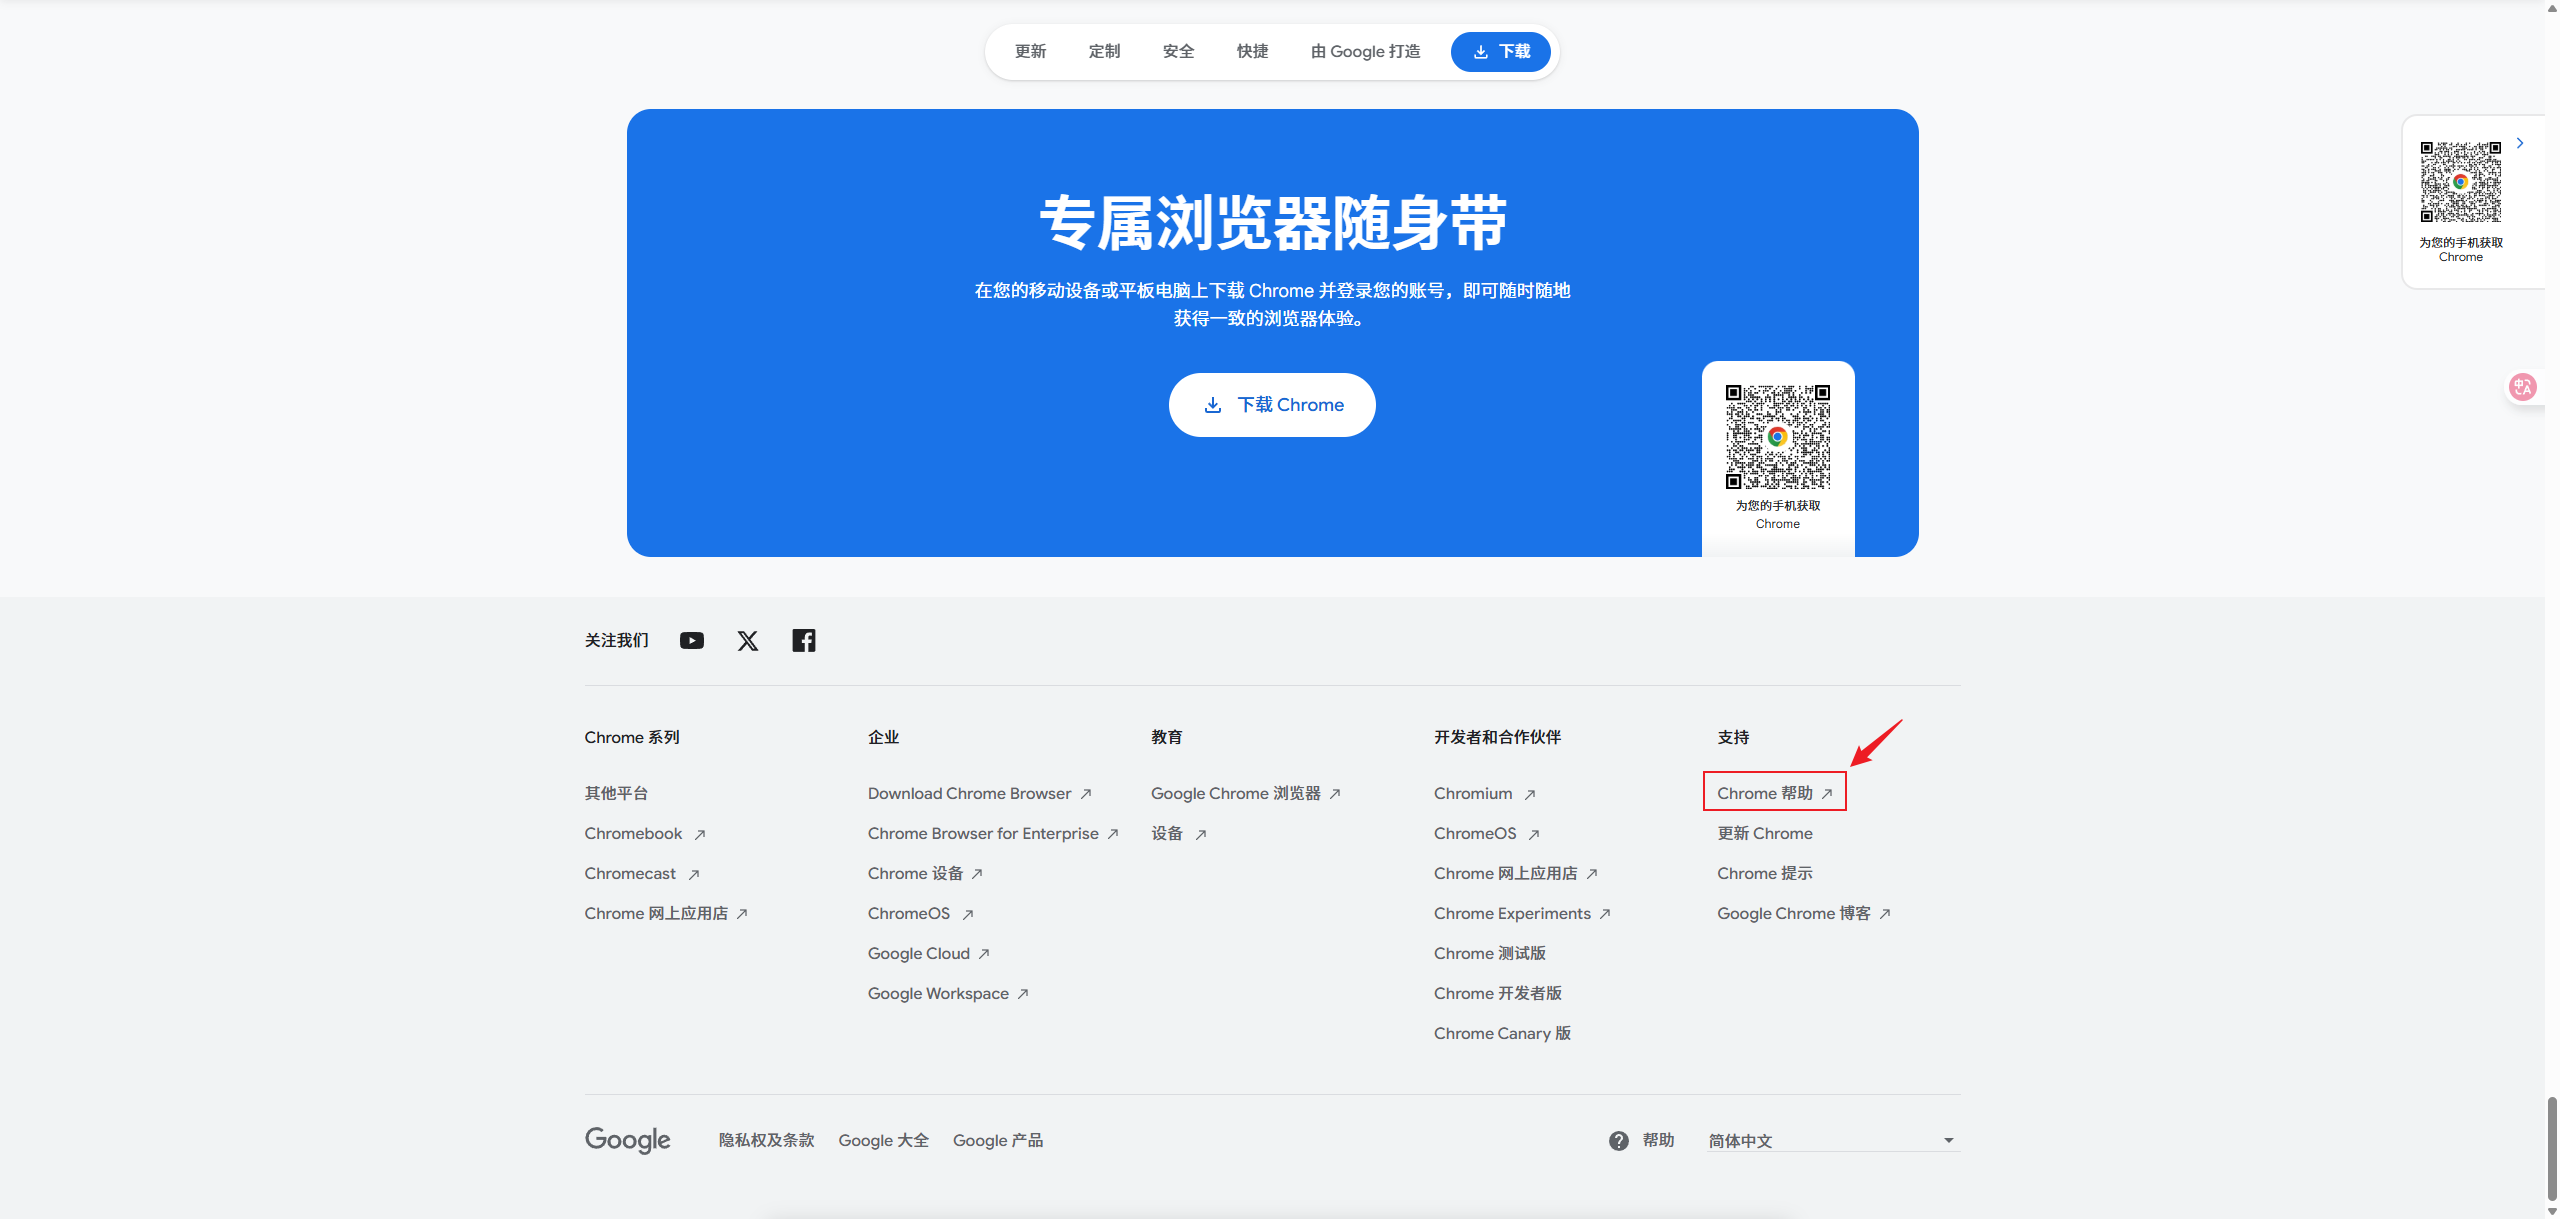 更新
定制
安全
快捷
由 Google 打造
下载
专属浏览器随身带
在您的移动设备或平板电脑上下载 Chrome 并登录您的账号，即可随时随地
获得一致的浏览器体验。
下载 Chrome
为您的手机获取
Chrome
为您的手机获取
Chrome
中A
关注我们
Chrome 系列
其他平台
Chromebook
Chromecast
Chrome 网上应用店
企业
Download Chrome Browser
Chrome Browser for Enterprise
Chrome 设备
ChromeOS
Google Cloud
Google Workspace
教育
Google Chrome 浏览器
设备
开发者和合作伙伴
Chromium
ChromeOS
Chrome 网上应用店
Chrome Experiments
Chrome 测试版
Chrome 开发者版
Chrome Canary 版
支持
Chrome 帮助
更新 Chrome
Chrome 提示
Google Chrome 博客
Google
隐私权及条款
Google 大全
Google 产品
帮助
简体中文